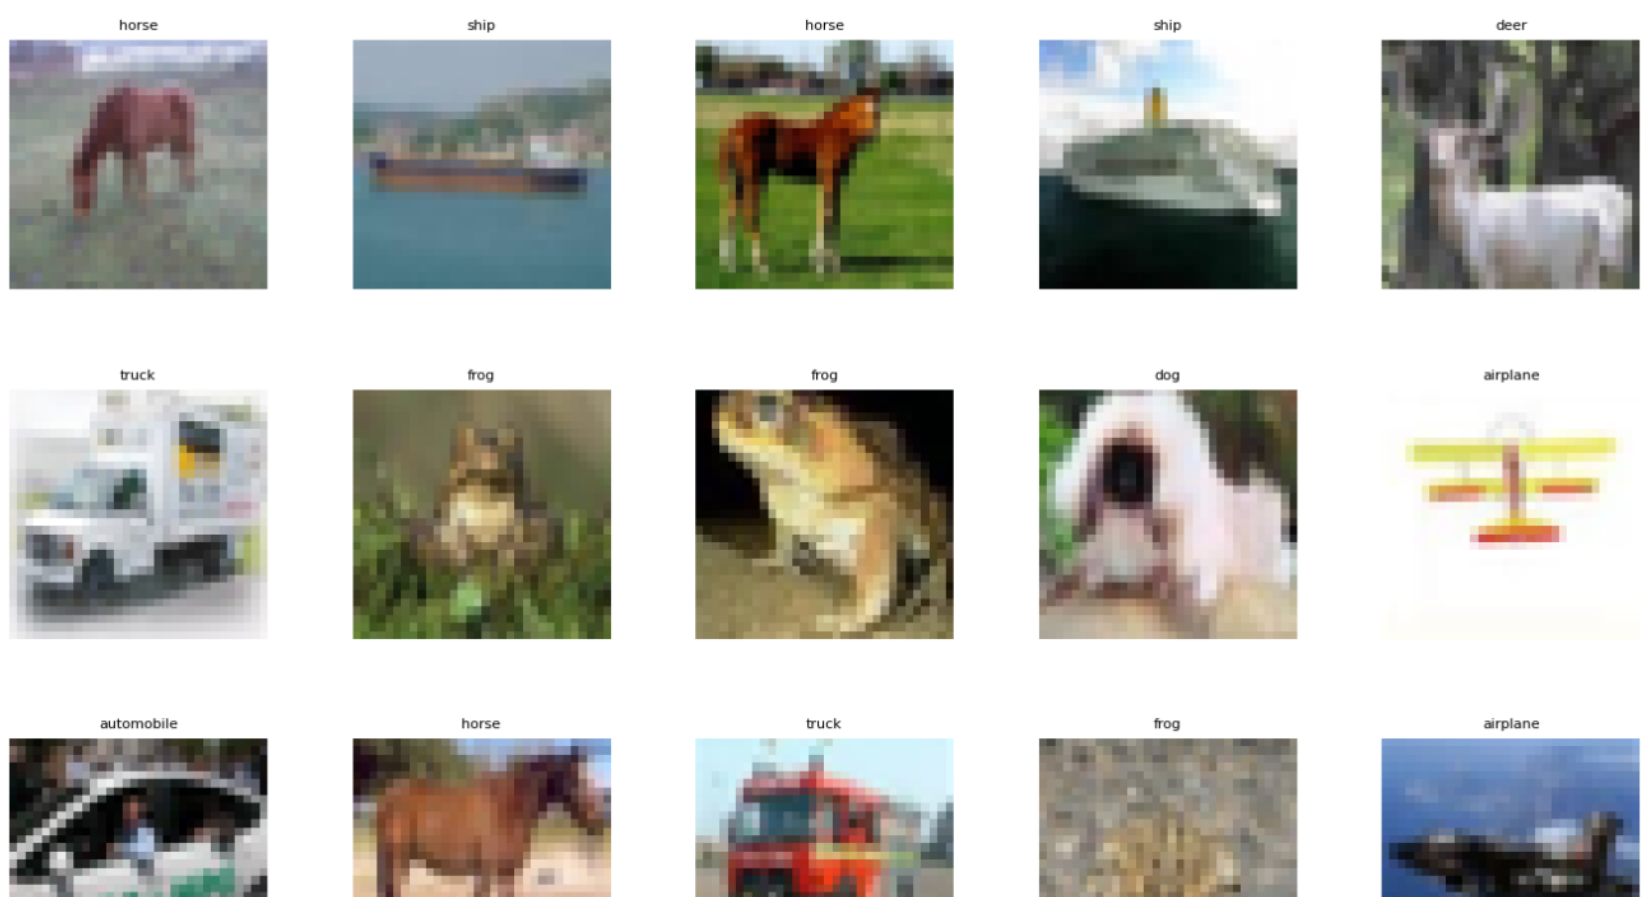 horse ship horse ship deer
truck frog frog dog airplane
automobile horse truck frog airplane